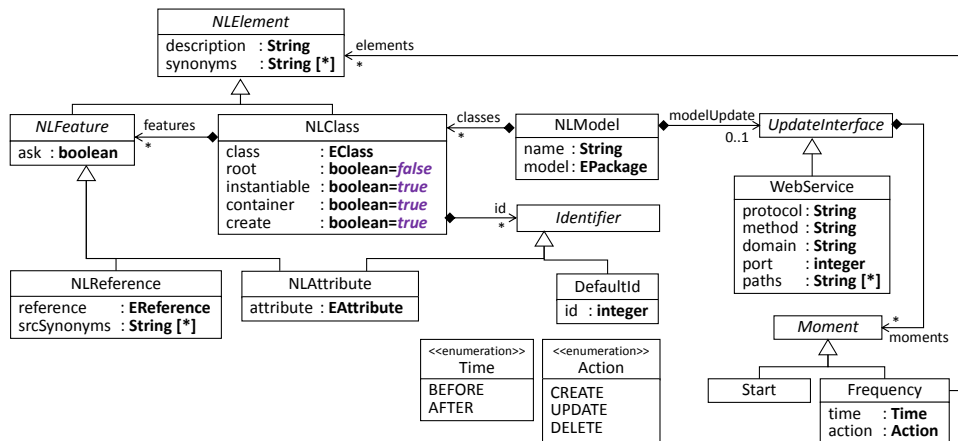 NLElement
description : String
synonyms : String [*]
elements
*
NLFeature
ask : boolean
features
*
NLClass
class : EClass
root : boolean=false
instantiable : boolean=true
container : boolean=true
create : boolean=true
classes
*
NLModel
name : String
model : EPackage
modelUpdate
0..1
UpdateInterface
WebService
protocol : String
method : String
domain : String
port : integer
paths : String [*]
id
*
Identifier
NLReference
reference : EReference
srcSynonyms : String [*]
NLAttribute
attribute : EAttribute
DefaultId
id : integer
Moment
*
moments
<<enumeration>>
Time
BEFORE
AFTER
<<enumeration>>
Action
CREATE
UPDATE
DELETE
Start
Frequency
time : Time
action : Action